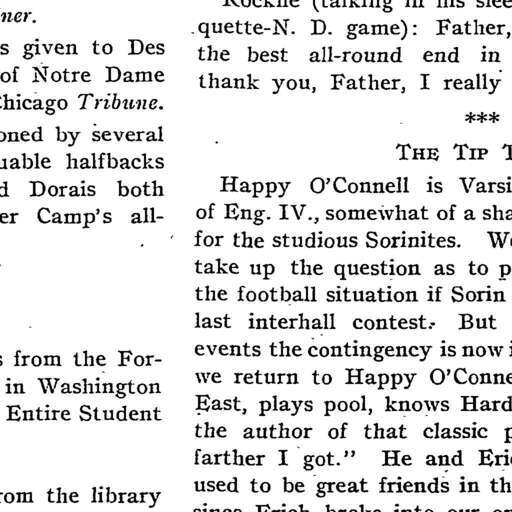 ner.
s given to Des
of Notre Dame
Chicago Tribune.
oned by several
uable halfbacks
d Dorais both
er Camp's all-
s from the For-
in Washington
Entire Student
rom the library
Rockne (talking in his slee
quette-N. D. game): Father,
the best all-round end in
thank you, Father, I really
***
THE TIP T
Happy O'Connell is Varsi
of Eng. IV., somewhat of a sha
for the studious Sorinites. We
take up the question as to p
the football situation if Sorin
last interhall contest. But
events the contingency is now i
we return to Happy O'Conne
East, plays pool, knows Hard
the author of that classic p
farther I got." He and Eric
used to be great friends in th
since Erich broke into our